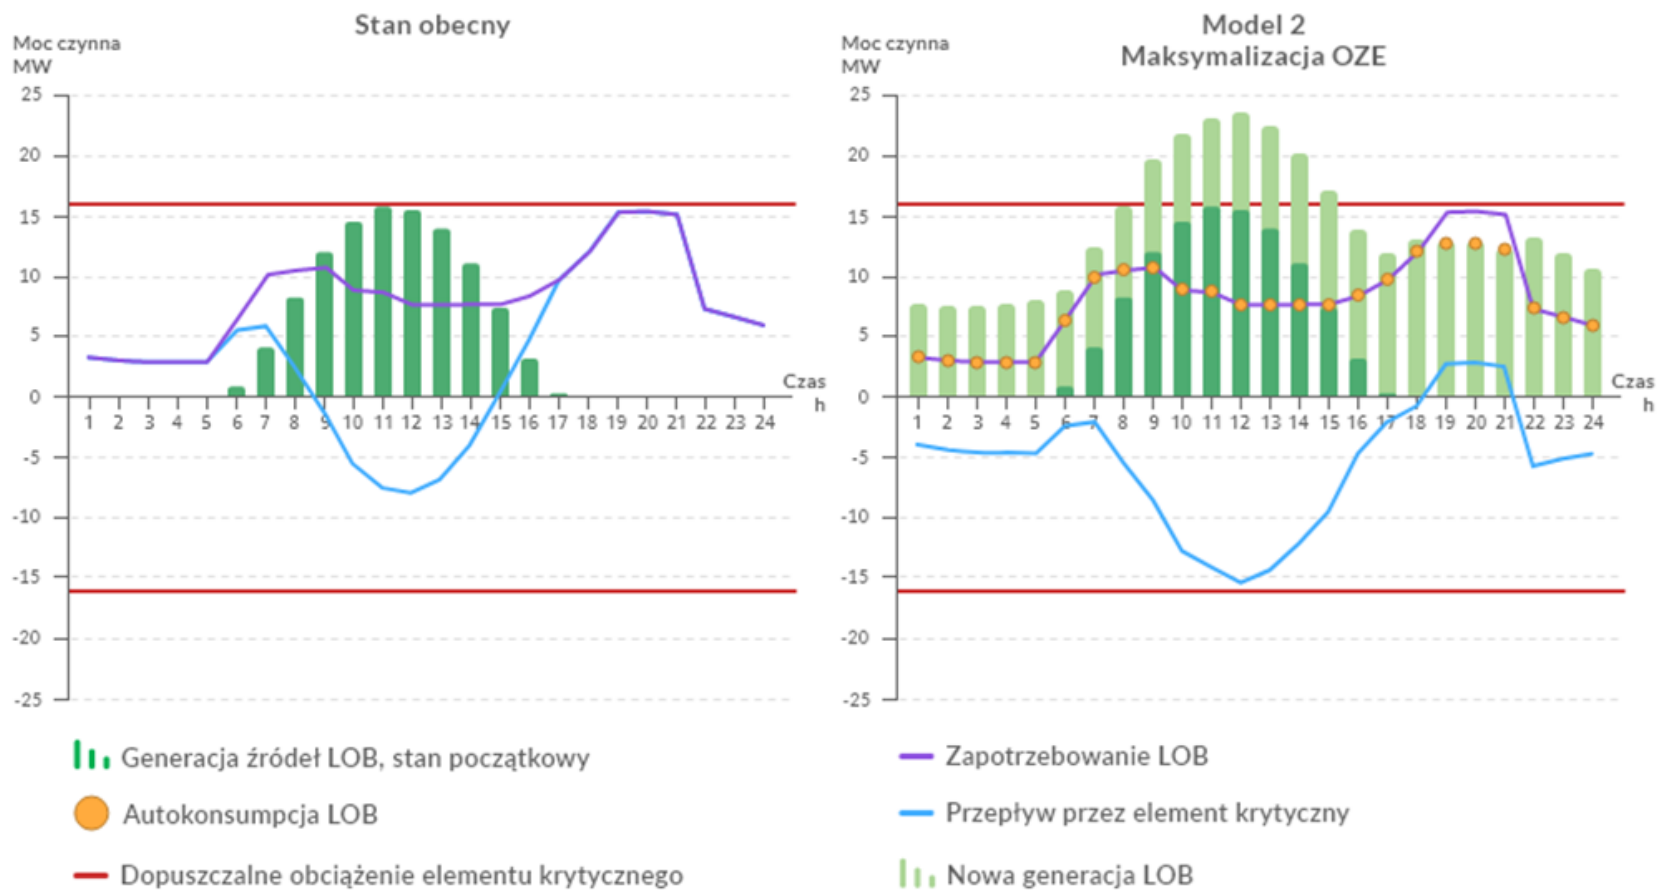 Stan obecny
Moc czynna
MW
25
20
15
10
5
0
-5
-10
-15
-20
-25
1 2 3 4 5 6 7 8 9 10 11 12 13 14 15 16 17 18 19 20 21 22 23 24
Czas
h
Model 2
Maksymalizacja OZE
Moc czynna
MW
25
20
15
10
5
0
-5
-10
-15
-20
-25
1 2 3 4 5 6 7 8 9 10 11 12 13 14 15 16 17 18 19 20 21 22 23 24
Czas
h
Generacja źródeł LOB, stan początkowy
Autokonsumpcja LOB
Dopuszczalne obciążenie elementu krytycznego
Zapotrzebowanie LOB
Przepływ przez element krytyczny
Nowa generacja LOB